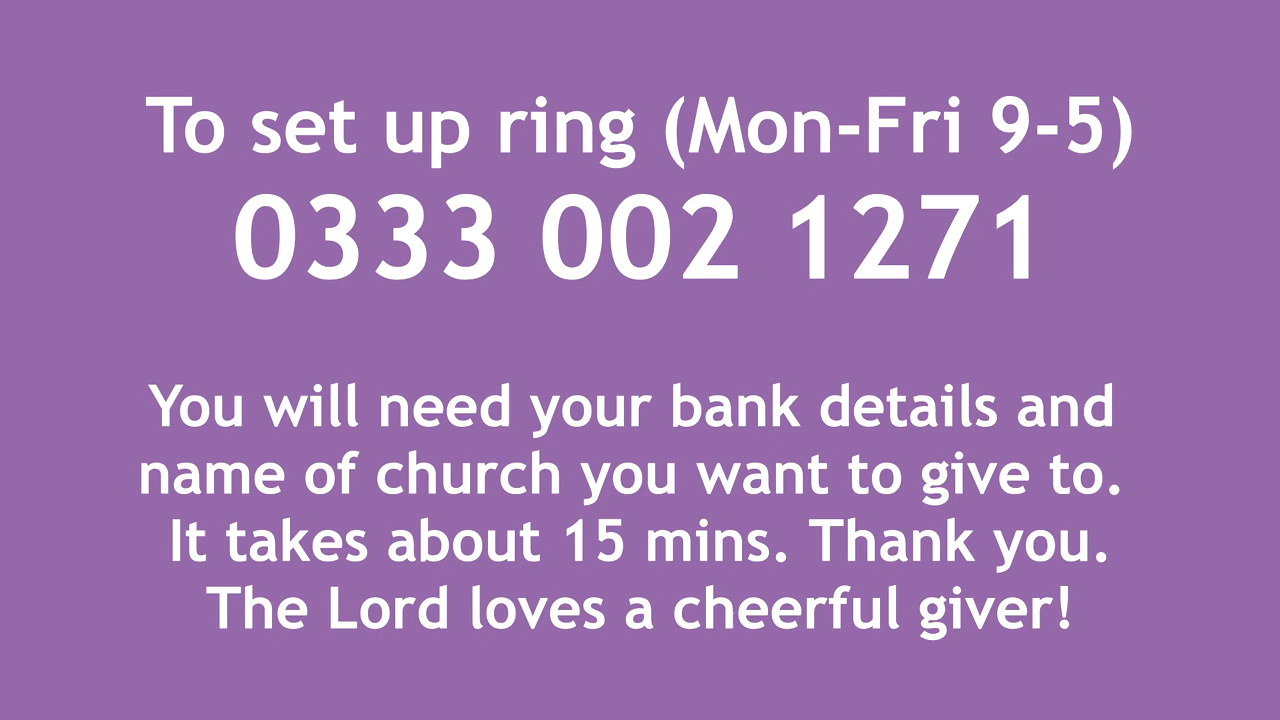 To set up ring (Mon-Fri 9-5)
0333 002 1271
You will need your bank details and
name of church you want to give to.
It takes about 15 mins. Thank you.
The Lord loves a cheerful giver!